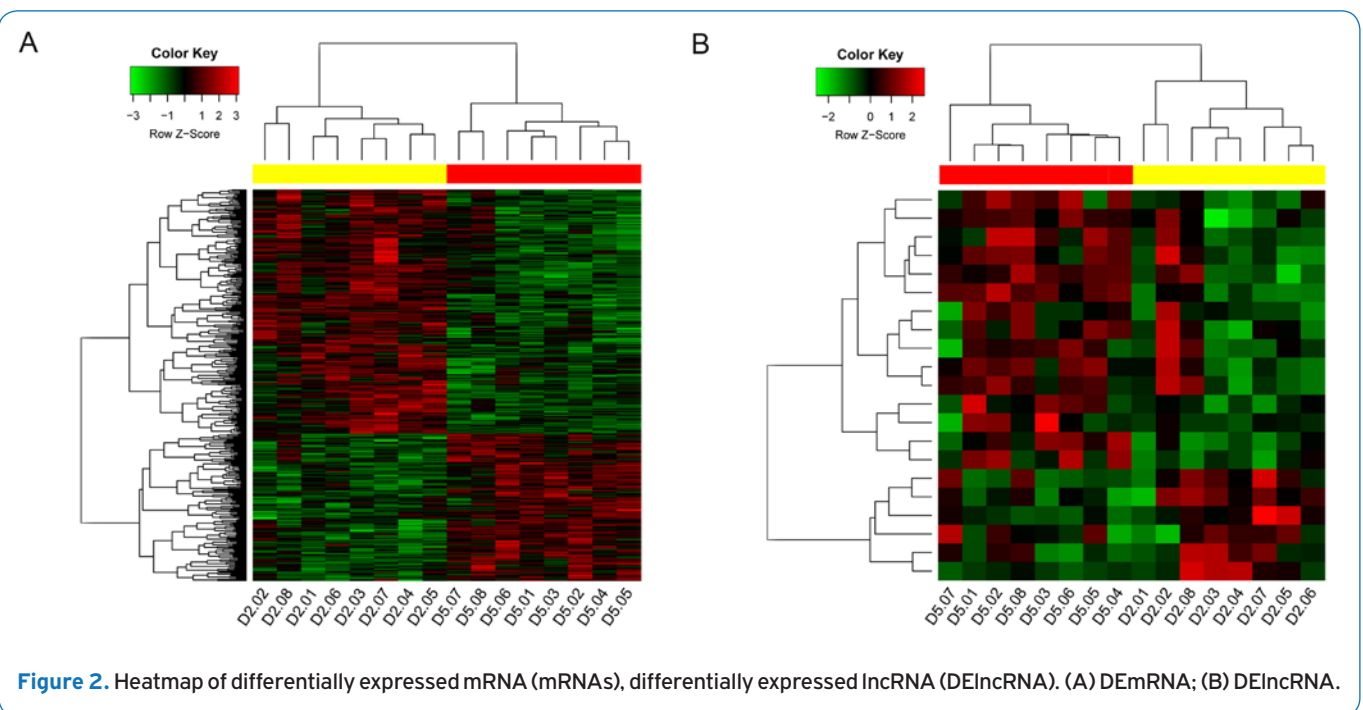 A
Color Key
−3 −1 1 2 3
Row Z−Score
D2.02 D2.08 D2.01 D2.06 D2.03 D2.07 D2.04 D2.05 D5.07 D5.08 D5.06 D5.01 D5.03 D5.02 D5.04 D5.05
B
Color Key
−2 0 1 2
Row Z−Score
D5.07 D5.01 D5.02 D5.08 D5.03 D5.06 D5.05 D5.04 D2.01 D2.02 D2.08 D2.03 D2.04 D2.07 D2.05 D2.06
Figure 2. Heatmap of differentially expressed mRNA (mRNAs), differentially expressed lncRNA (DElncRNA). (A) DEmRNA; (B) DElncRNA.